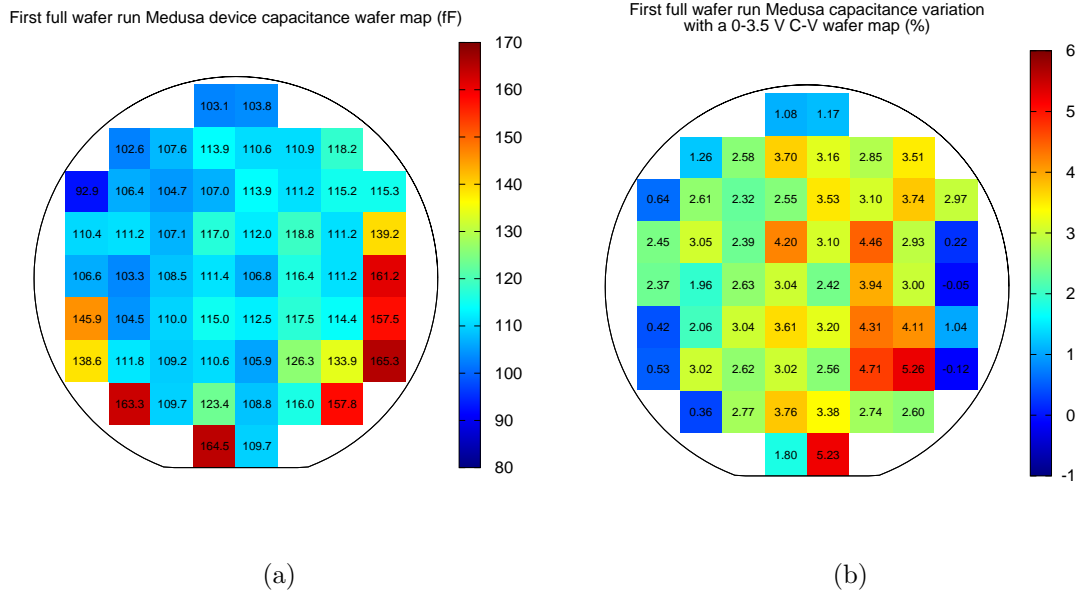 First full wafer run Medusa device capacitance wafer map (fF)
103.1 103.8
102.6 107.6 113.9 110.6 110.9 118.2
92.9 106.4 104.7 107.0 113.9 111.2 115.2 115.3
110.4 111.2 107.1 117.0 112.0 118.8 111.2 139.2
106.6 103.3 108.5 111.4 106.8 116.4 111.2 161.2
145.9 104.5 110.0 115.0 112.5 117.5 114.4 157.5
138.6 111.8 109.2 110.6 105.9 126.3 133.9 165.3
163.3 109.7 123.4 108.8 116.0 157.8
164.5 109.7
170
160
150
140
130
120
110
100
90
80
(a)
First full wafer run Medusa capacitance variation
with a 0-3.5 V C-V wafer map (%)
1.08 1.17
1.26 2.58 3.70 3.16 2.85 3.51
0.64 2.61 2.32 2.55 3.53 3.10 3.74 2.97
2.45 3.05 2.39 4.20 3.10 4.46 2.93 0.22
2.37 1.96 2.63 3.04 2.42 3.94 3.00 -0.05
0.42 2.06 3.04 3.61 3.20 4.31 4.11 1.04
0.53 3.02 2.62 3.02 2.56 4.71 5.26 -0.12
0.36 2.77 3.76 3.38 2.74 2.60
1.80 5.23
6
5
4
3
2
1
0
-1
(b)